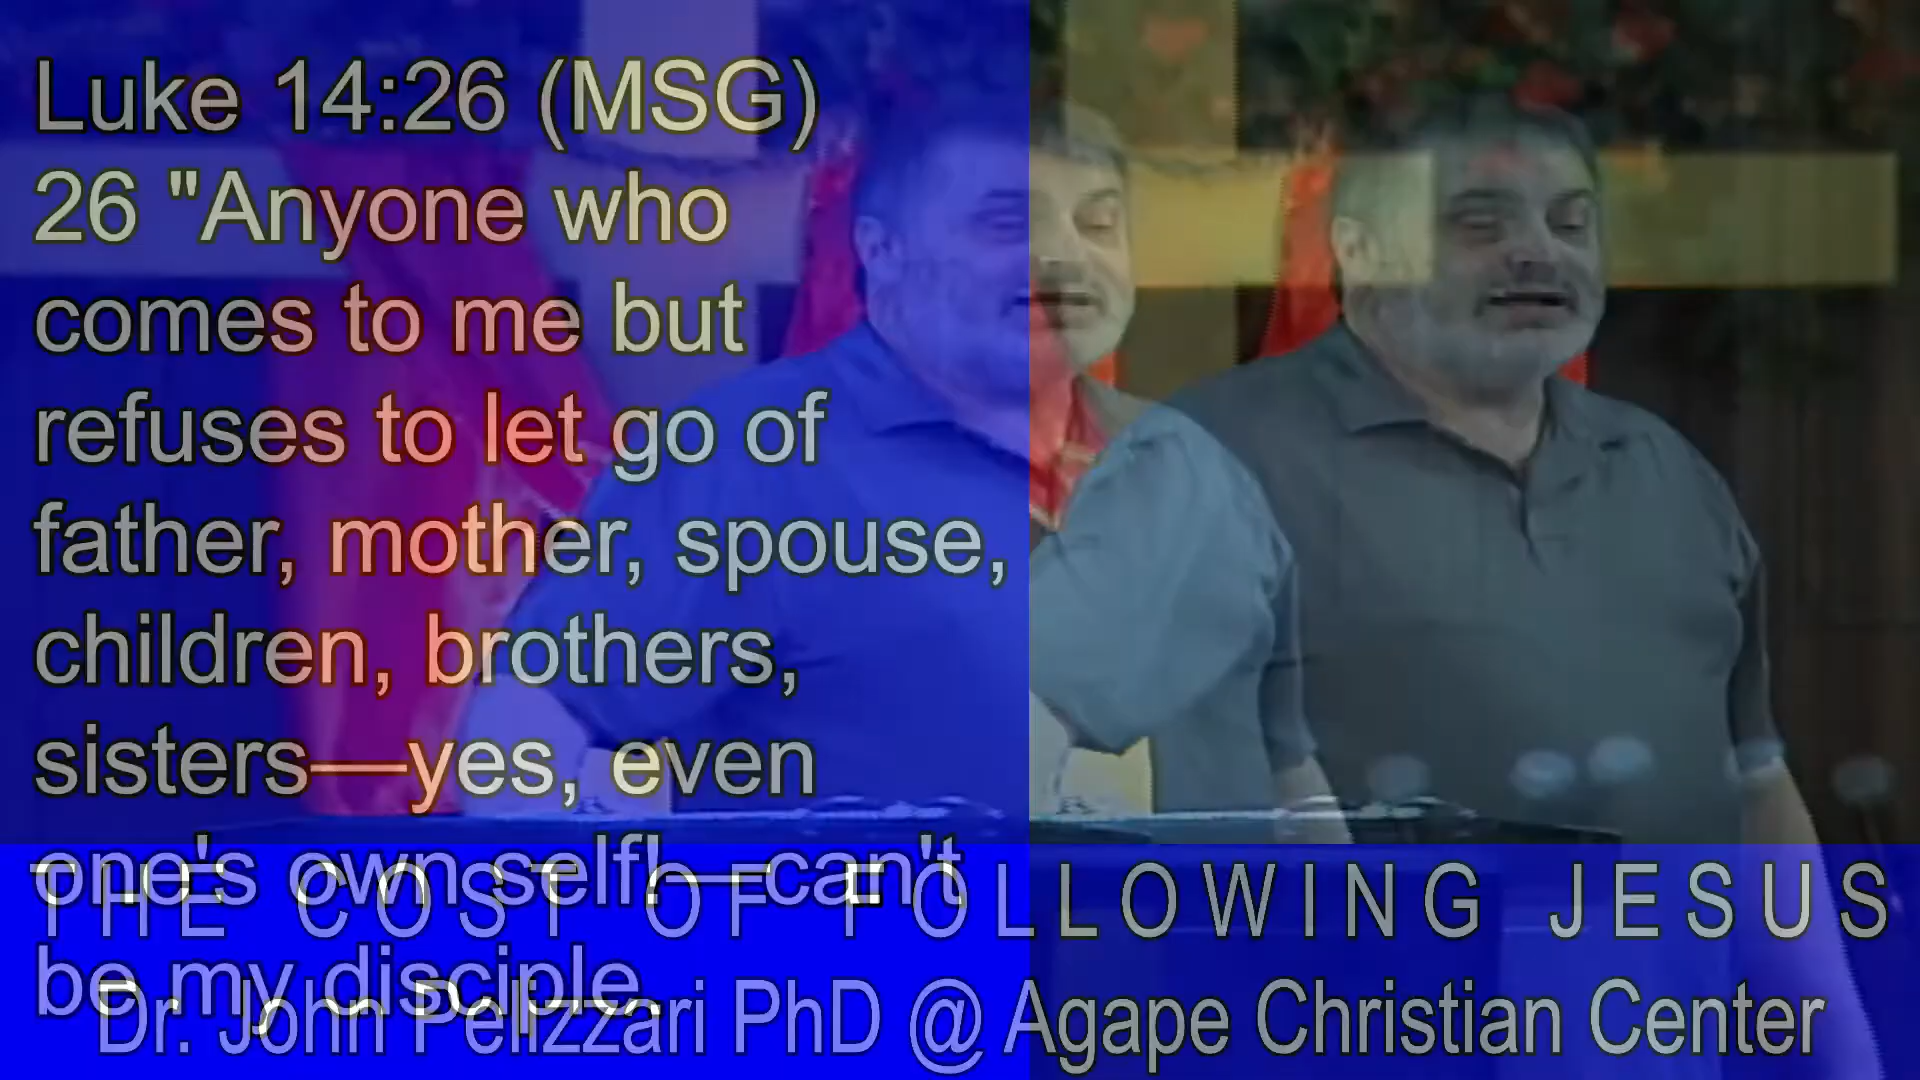 Luke 14:26 (MSG)
26 "Anyone who
comes to me but
refuses to let go of
father, mother, spouse,
children, brothers,
sisters—yes, even
one's own self!—can't
be my disciple.
THE COST OF FOLLOWING JESUS
Dr. John Pelizzari PhD @ Agape Christian Center